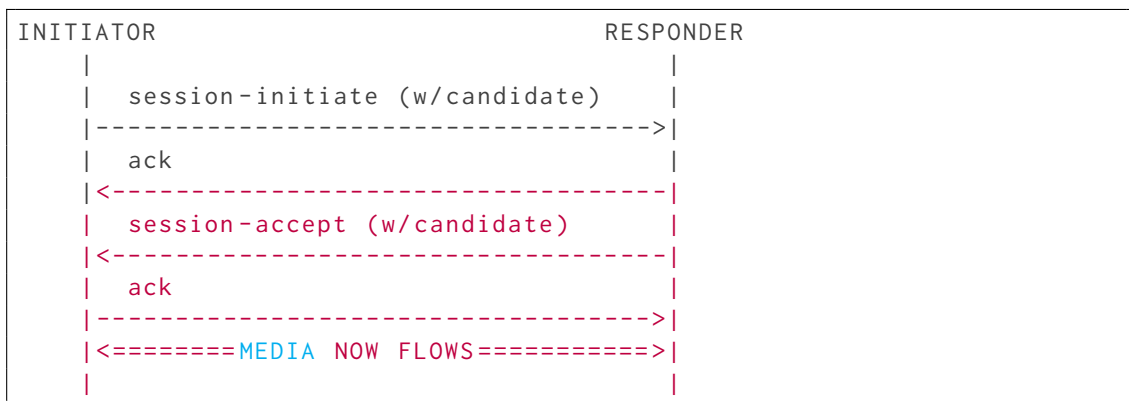 INITIATOR                            RESPONDER
    |                                    |
    |  session-initiate (w/candidate)    |
    |----------------------------------->|
    |  ack                               |
    |<-----------------------------------|
    |  session-accept (w/candidate)      |
    |<-----------------------------------|
    |  ack                               |
    |----------------------------------->|
    |<========MEDIA NOW FLOWS===========>|
    |                                    |